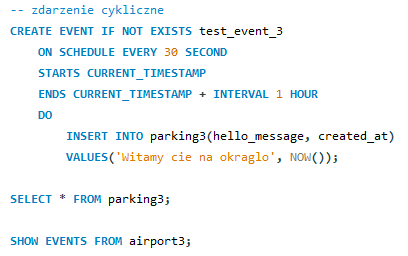 -- zdarzenie cykliczne
CREATE EVENT IF NOT EXISTS test_event_3
ON SCHEDULE EVERY 30 SECOND
STARTS CURRENT_TIMESTAMP
ENDS CURRENT_TIMESTAMP + INTERVAL 1 HOUR
DO
INSERT INTO parking3(hello_message, created_at)
VALUES('Witamy cie na okraglo', NOW());
SELECT * FROM parking3;
SHOW EVENTS FROM airport3;